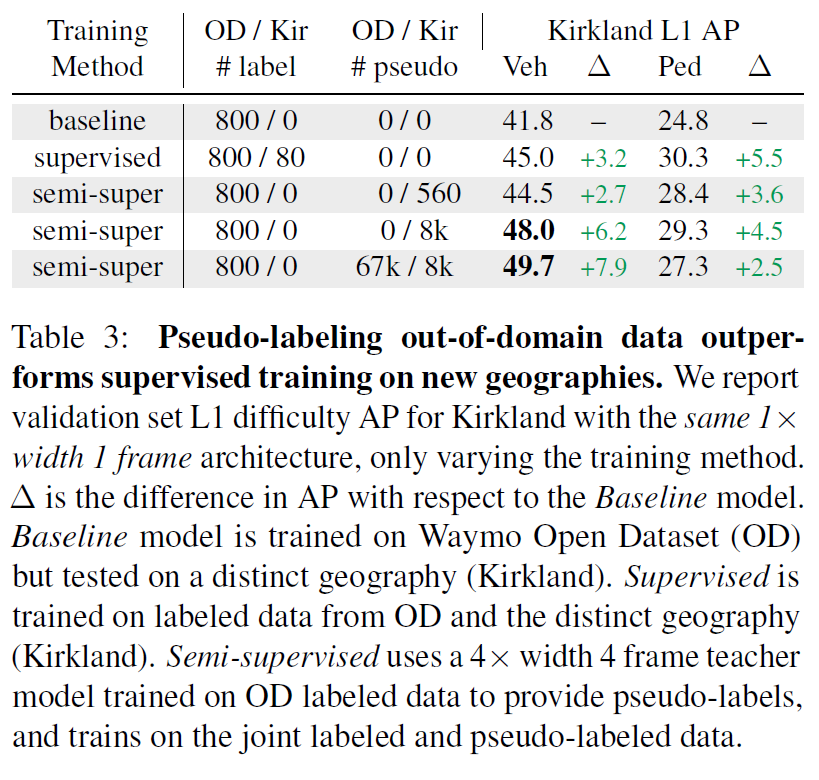 Training OD / Kir OD / Kir Kirkland L1 AP
Method # label # pseudo Veh Δ Ped Δ
baseline 800 / 0 0 / 0 41.8 – 24.8 –
supervised 800 / 80 0 / 0 45.0 +3.2 30.3 +5.5
semi-super 800 / 0 0 / 560 44.5 +2.7 28.4 +3.6
semi-super 800 / 0 0 / 8k 48.0 +6.2 29.3 +4.5
semi-super 800 / 0 67k / 8k 49.7 +7.9 27.3 +2.5
Table 3: Pseudo-labeling out-of-domain data outper-
forms supervised training on new geographies. We report
validation set L1 difficulty AP for Kirkland with the same 1×
width 1 frame architecture, only varying the training method.
Δ is the difference in AP with respect to the Baseline model.
Baseline model is trained on Waymo Open Dataset (OD)
but tested on a distinct geography (Kirkland). Supervised is
trained on labeled data from OD and the distinct geography
(Kirkland). Semi-supervised uses a 4× width 4 frame teacher
model trained on OD labeled data to provide pseudo-labels,
and trains on the joint labeled and pseudo-labeled data.